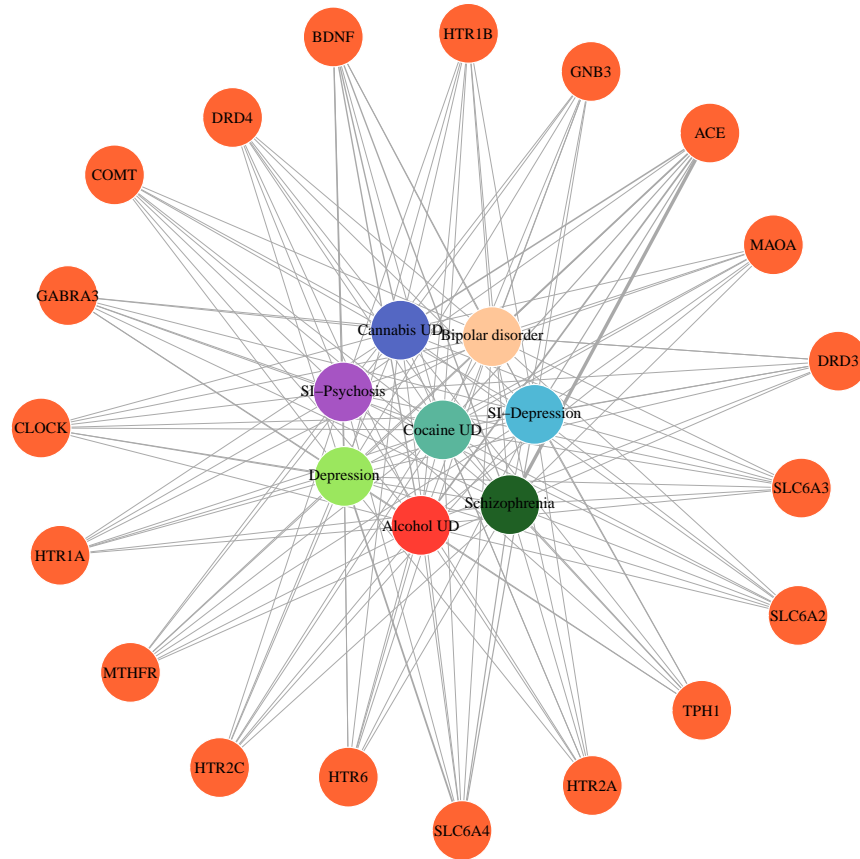 BDNF
HTR1B
GNB3
DRD4
ACE
COMT
MAOA
GABRA3
Cannabis UD
Bipolar disorder
DRD3
SI–Psychosis
SI–Depression
CLOCK
Cocaine UD
Depression
SLC6A3
Schizophrenia
Alcohol UD
HTR1A
SLC6A2
MTHFR
TPH1
HTR2C
HTR6
HTR2A
SLC6A4